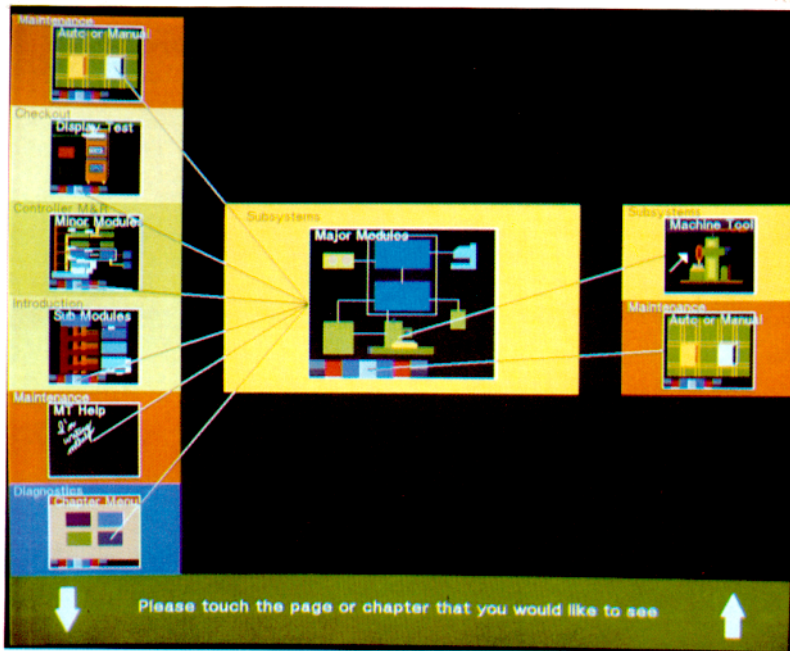 Maintenance
Auto or Manual
Checkout
Display Test
Controller M&R
Minor Modules
Introduction
Sub Modules
Maintenance
MT Help
I'm
writing
Diagnostics
Chapter Menu
Subsystems
Major Modules
Subsystems
Machine Tool
Maintenance
Auto or Manual
Please touch the page or chapter that you would like to see